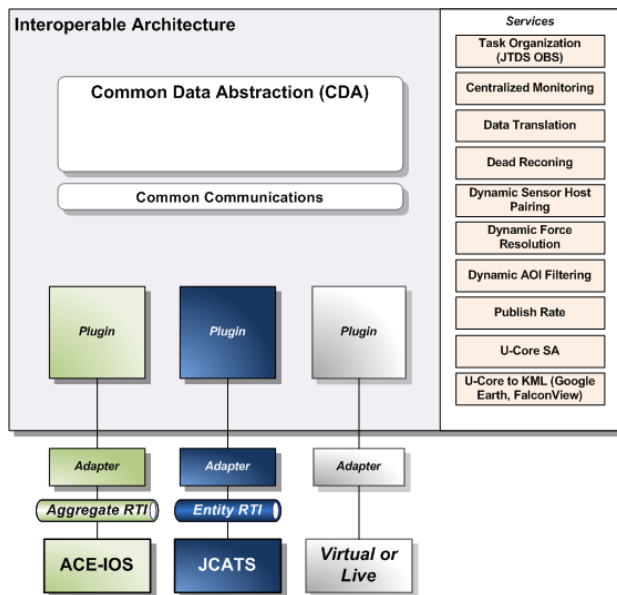 Interoperable Architecture
Common Data Abstraction (CDA)
Common Communications
Plugin
Plugin
Plugin
Adapter
Adapter
Adapter
Aggregate RTI
Entity RTI
ACE-IOS
JCATS
Virtual or
Live
Services
Task Organization
(JTDS OBS)
Centralized Monitoring
Data Translation
Dead Reconing
Dynamic Sensor Host
Pairing
Dynamic Force
Resolution
Dynamic AOI Filtering
Publish Rate
U-Core SA
U-Core to KML (Google
Earth, FalconView)